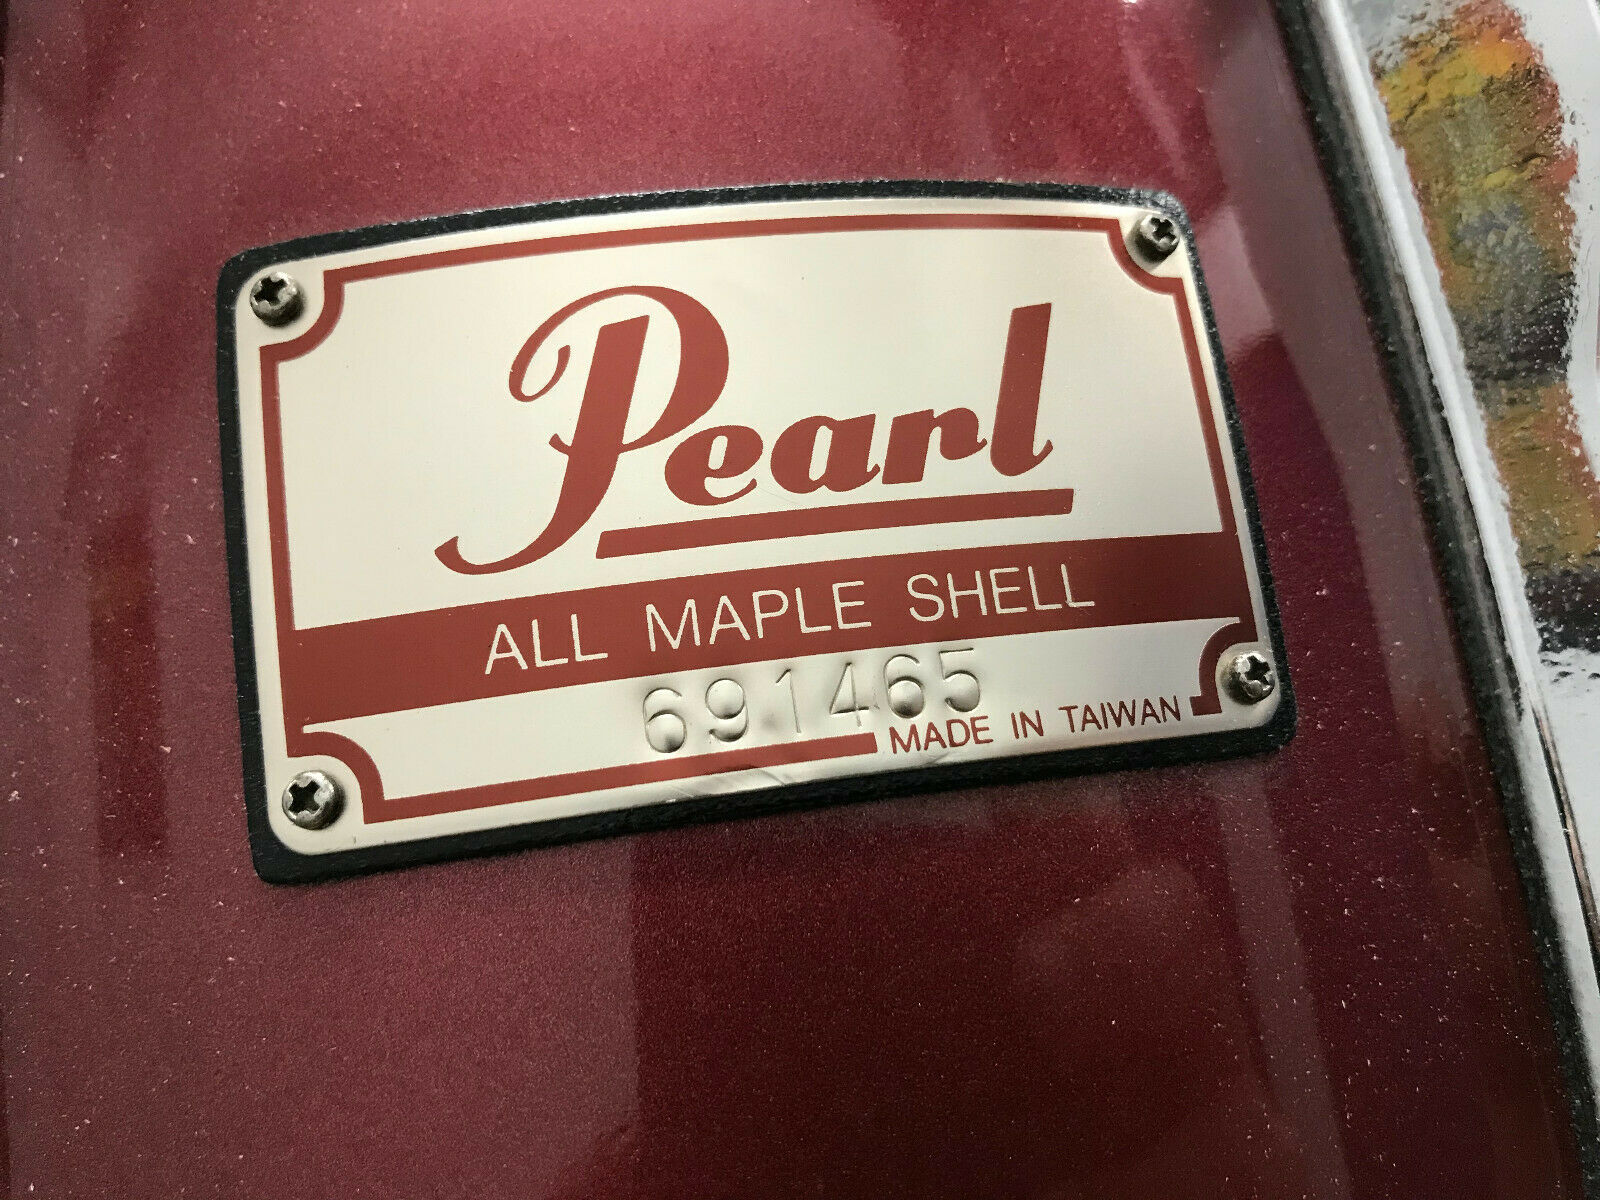 Pearl
ALL MAPLE SHELL
691465
MADE IN TAIWAN